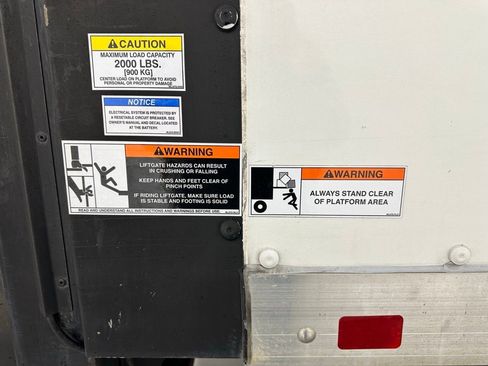 CAUTION
MAXIMUM LOAD CAPACITY
2000 LBS.
[900 KG]
CENTER LOAD ON PLATFORM TO AVOID
PERSONAL OR PROPERTY DAMAGE
NOTICE
ELECTRICAL SYSTEM IS PROTECTED BY
A RESETABLE CIRCUIT BREAKER. SEE
OWNER'S MANUAL AND DECAL LOCATED
AT THE BATTERY.
WARNING
LIFTGATE HAZARDS CAN RESULT
IN CRUSHING OR FALLING
KEEP HANDS AND FEET CLEAR OF
PINCH POINTS
IF RIDING LIFTGATE, MAKE SURE LOAD
IS STABLE AND FOOTING IS SOLID
READ AND UNDERSTAND ALL INSTRUCTIONS AND WARNINGS BEFORE USE.
WARNING
ALWAYS STAND CLEAR
OF PLATFORM AREA